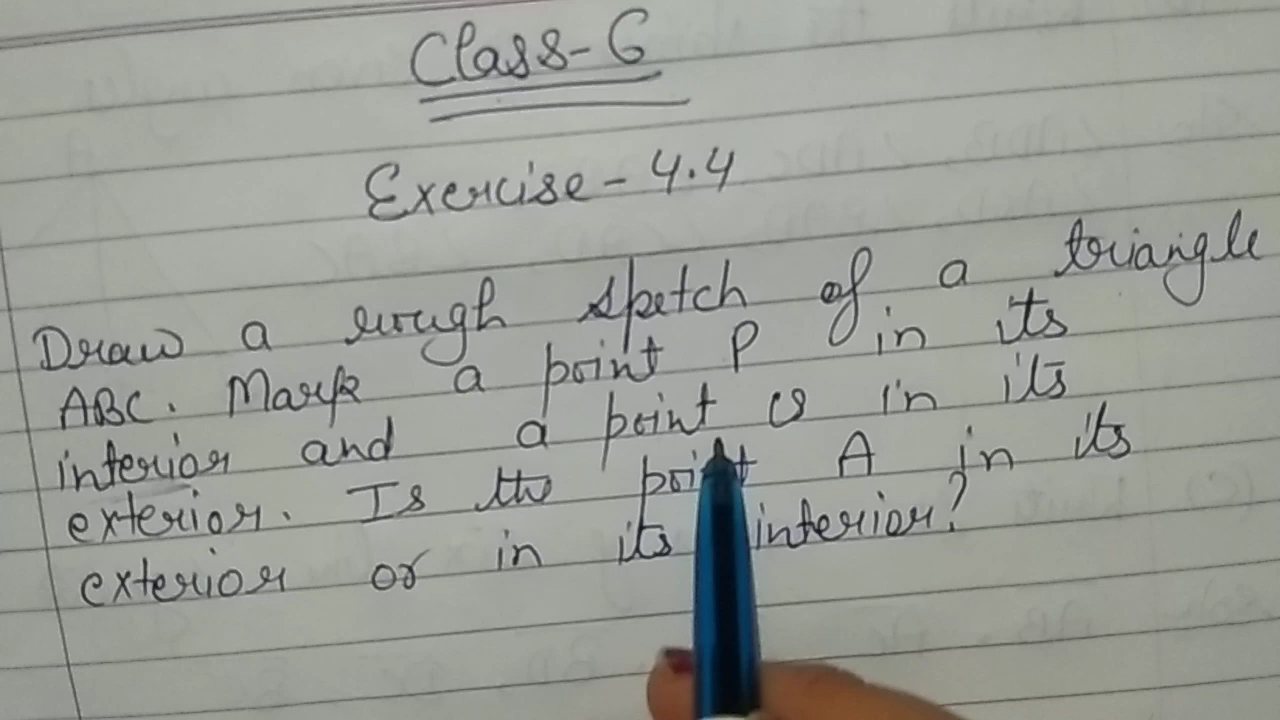 Class-6
Exercise-4.4
Draw a rough sketch of a triangle
ABC. Mark a point P in its
interior and a point Q in its
exterior. Is the point A in its
exterior or in its interior?